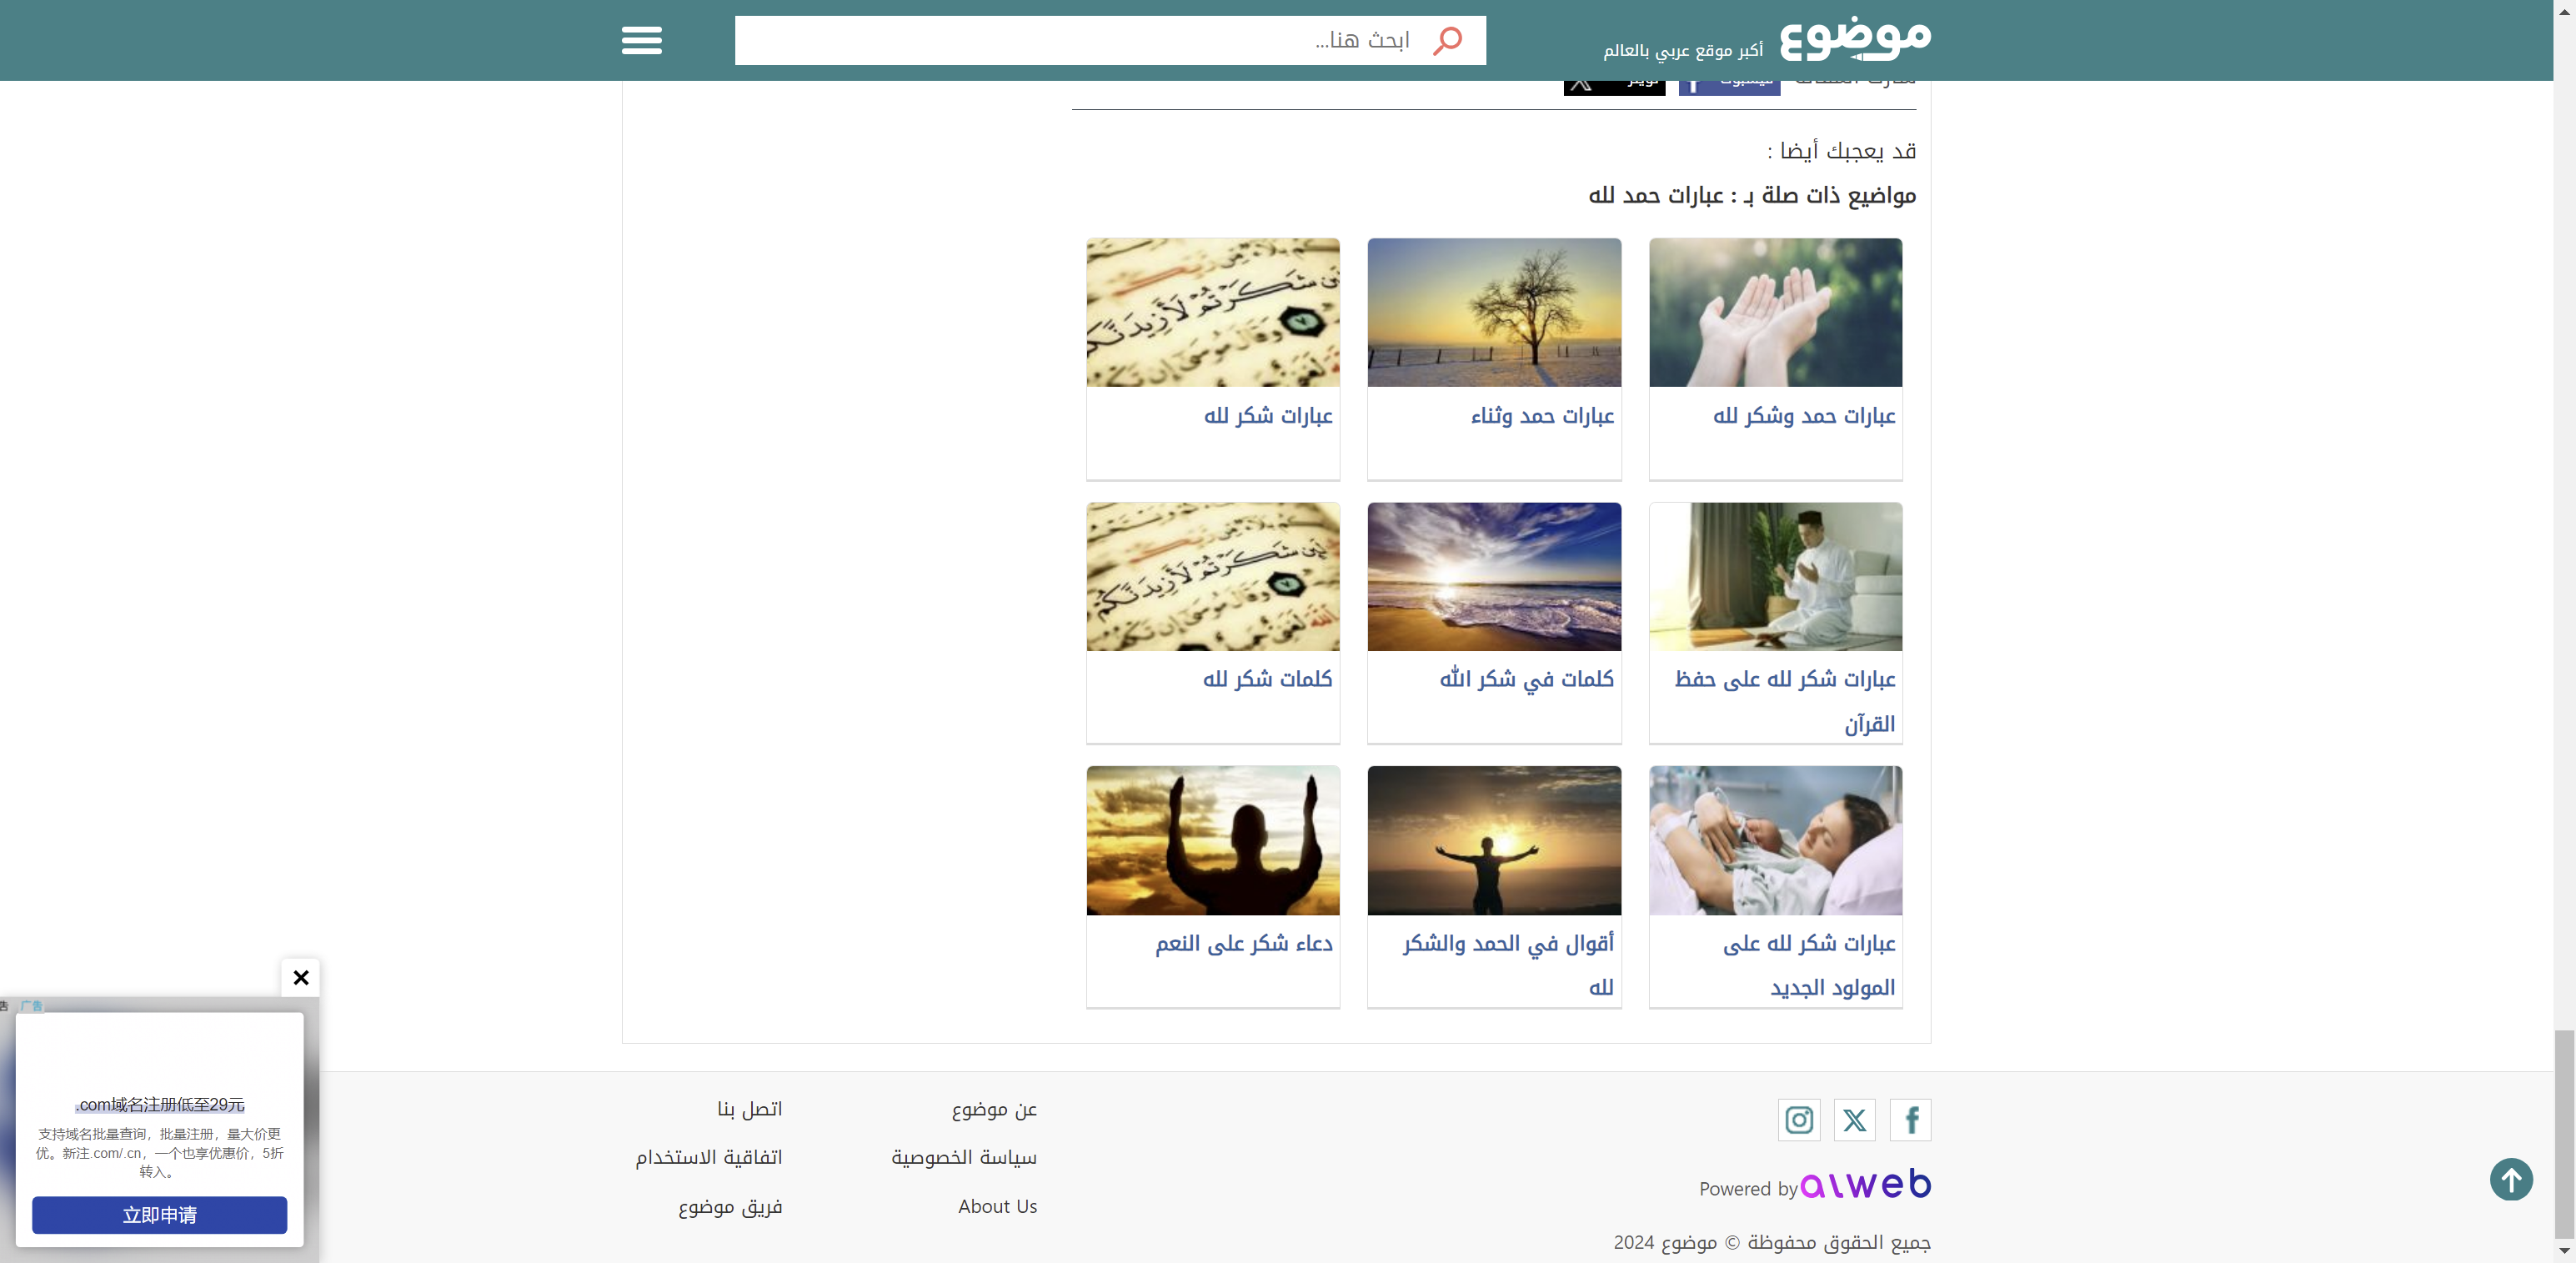 موضوع
أكبر موقع عربي بالعالم
ابحث هنا...
قد يعجبك أيضا :
مواضيع ذات صلة بـ : عبارات حمد لله
عبارات حمد وشكر لله
عبارات حمد وثناء
عبارات شكر لله
عبارات شكر لله على حفظ
القرآن
كلمات في شكر الله
كلمات شكر لله
عبارات شكر لله على
المولود الجديد
أقوال في الحمد والشكر
لله
دعاء شكر على النعم
عن موضوع
اتصل بنا
سياسة الخصوصية
اتفاقية الاستخدام
About Us
فريق موضوع
Powered by alweb
جميع الحقوق محفوظة © موضوع 2024
广告
.com域名注册低至29元
支持域名批量查询，批量注册，量大价更
优。新注.com/.cn，一个也享优惠价，5折
转入。
立即申请